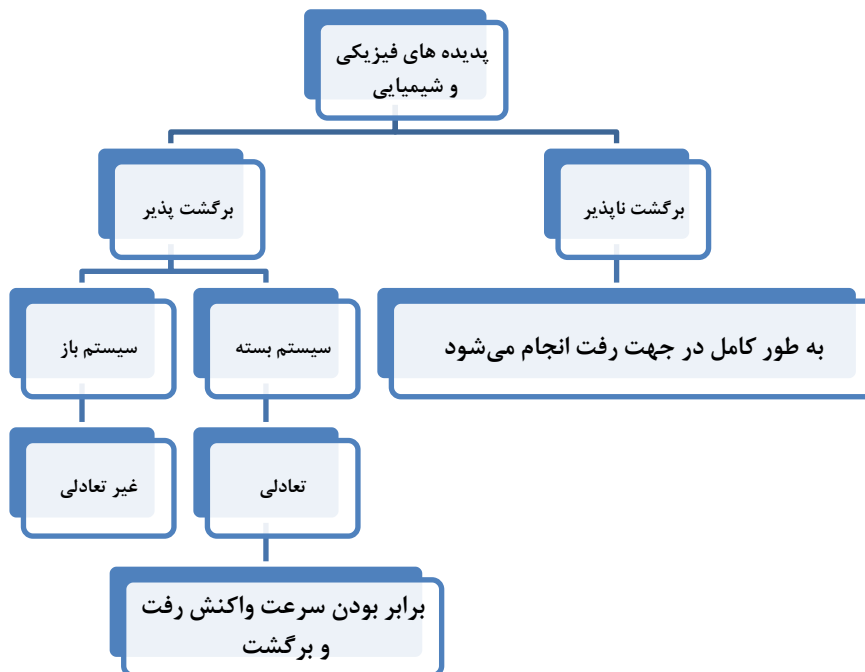 پدیده های فیزیکی
و شیمیایی
برگشت ناپذیر
برگشت پذیر
به طور کامل در جهت رفت انجام می‌شود
سیستم بسته
سیستم باز
تعادلی
غیر تعادلی
برابر بودن سرعت واکنش رفت
و برگشت